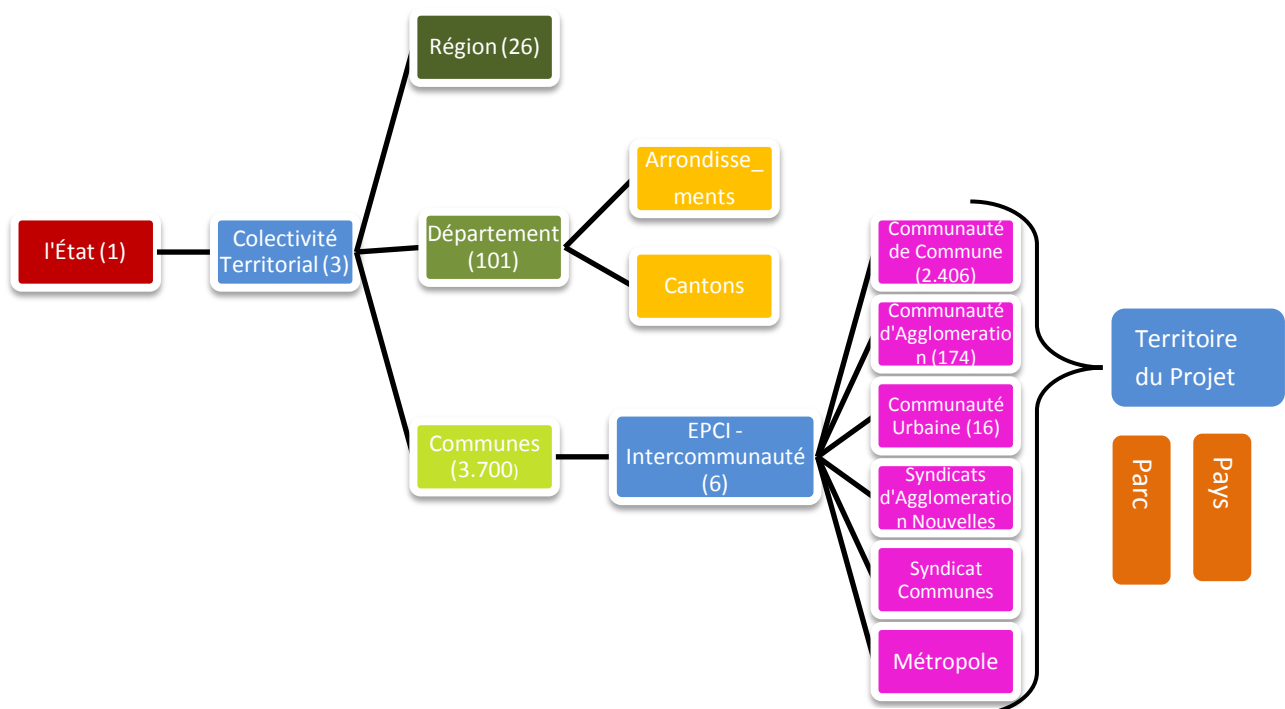 Région (26)
l'État (1)
Colectivité
Territorial (3)
Département
(101)
Arrondisse_
ments
Cantons
Communes
(3.700)
EPCI -
Intercommunauté
(6)
Communauté
de Commune
(2.406)
Communauté
d'Agglomeratio
n (174)
Communauté
Urbaine (16)
Syndicats
d'Agglomeratio
n Nouvelles
Syndicat
Communes
Métropole
Territoire
du Projet
Parc
Pays